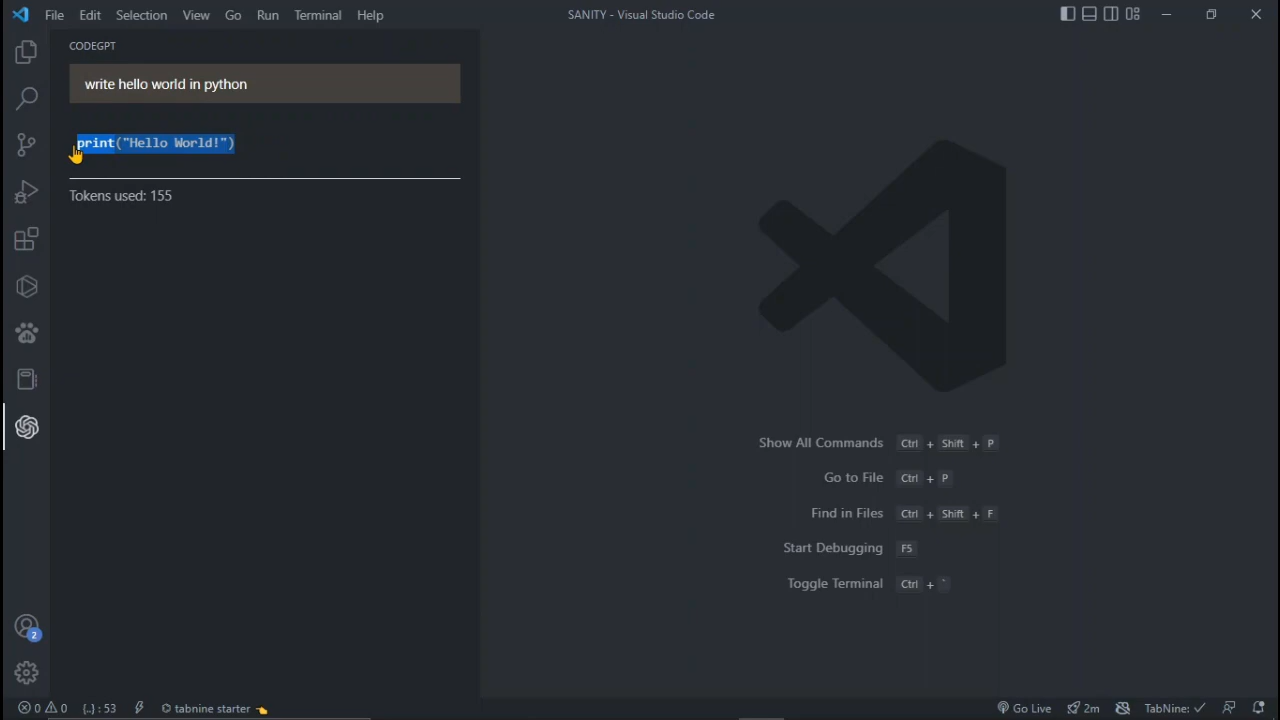 File Edit Selection View Go Run Terminal Help
SANITY - Visual Studio Code
CODEGPT
write hello world in python
print("Hello World!")
Tokens used: 155
Show All Commands Ctrl + Shift + P
Go to File Ctrl + P
Find in Files Ctrl + Shift + F
Start Debugging F5
Toggle Terminal Ctrl + `
2
0 0 {..} : 53 tabnine starter Go Live 2m TabNine: